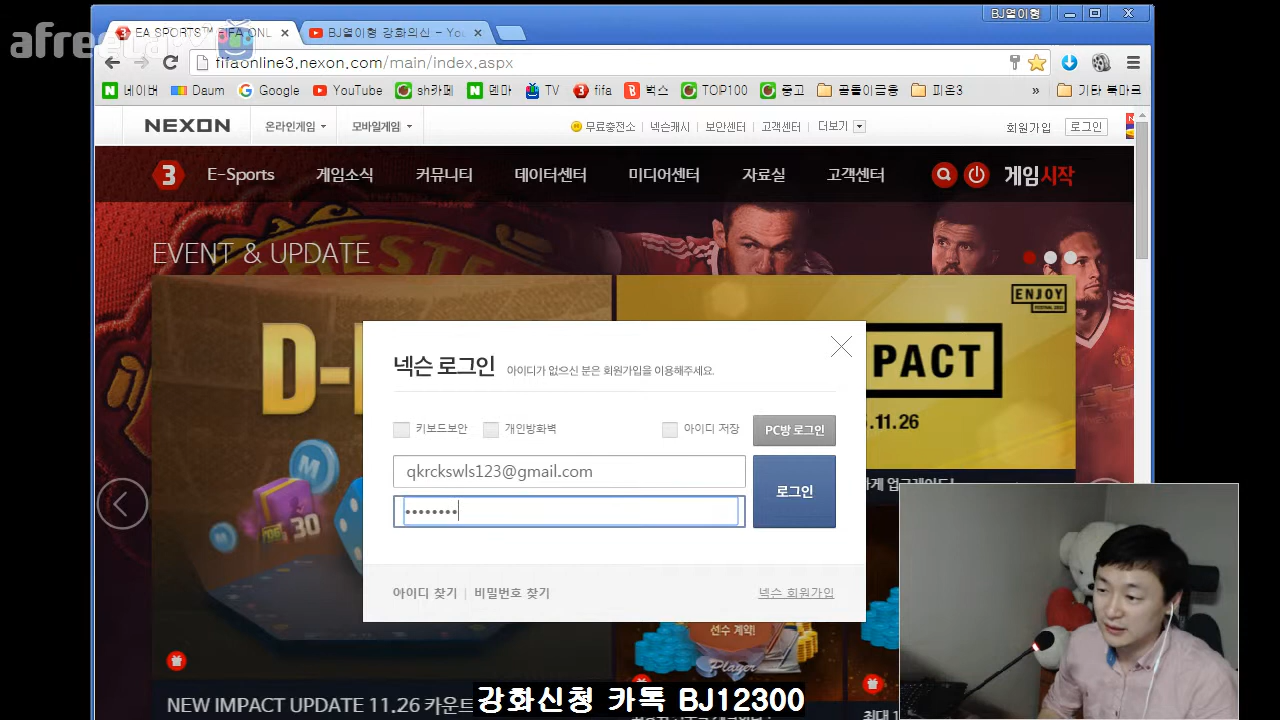 BJ열이형
afreeca
EA SPORTS™ FIFA ONL
BJ열이형 강화의신 - You
fifaonline3.nexon.com/main/index.aspx
네이버 Daum Google YouTube sh카페 덴마 TV fifa 벅스 TOP100 중고 골폴이금종 피온3 » 기타 북마크
NEXON 온라인게임 모바일게임 무료충전소 넥슨캐시 보안센터 고객센터 더보기 회원가입 로그인
3 E-Sports 게임소식 커뮤니티 데이터센터 미디어센터 자료실 고객센터 게임시작
EVENT & UPDATE
ENJOY
D-
PACT
.11.26
넥슨 로그인 아이디가 없으신 분은 회원가입을 이용해주세요.
키보드보안 개인방화벽 아이디 저장 PC방 로그인
qkrckswls123@gmail.com
로그인
아이디 찾기 | 비밀번호 찾기 넥슨 회원가입
M
30
선수 계약!
Player
NEW IMPACT UPDATE 11.26 카운트
최대 1
강화신청 카톡 BJ12300